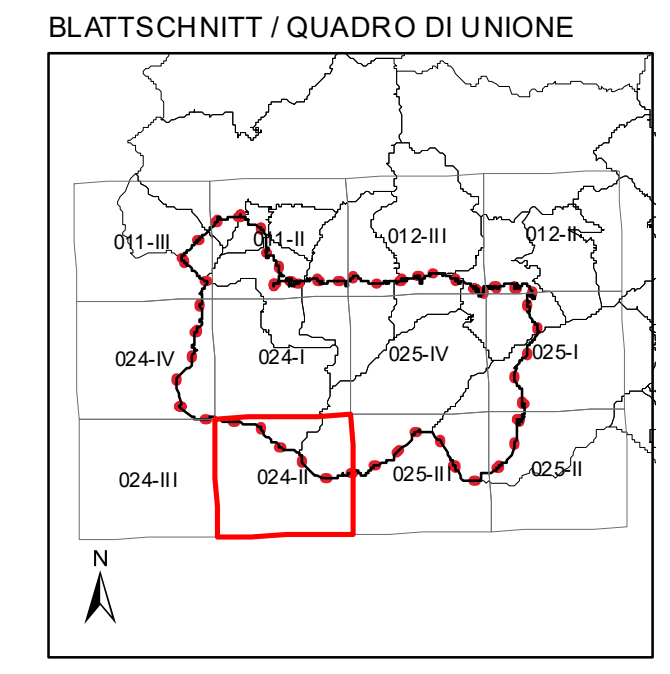 BLATTSCHNITT / QUADRO DI UNIONE
011-III
011-II
012-III
012-II
024-IV
024-I
025-IV
025-I
024-III
024-II
025-III
025-II
N